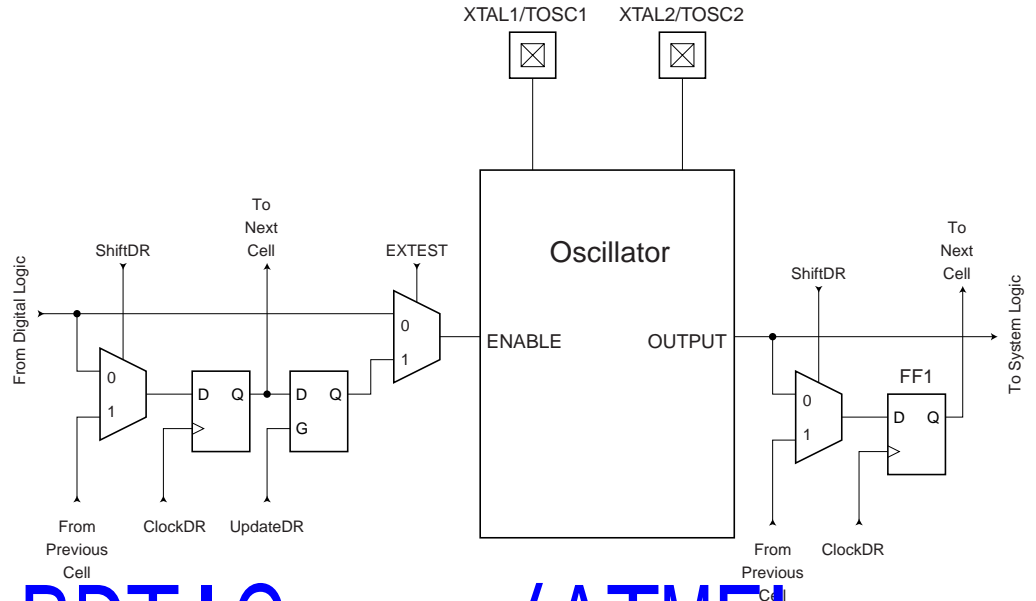 XTAL1/TOSC1 XTAL2/TOSC2
To
Next
Cell
ShiftDR
EXTEST
From Digital Logic
0
1
D Q
D Q
G
0
1
From
Previous
Cell
ClockDR
UpdateDR
Oscillator
ENABLE
OUTPUT
To
Next
Cell
ShiftDR
To System Logic
FF1
0
1
D Q
From
Previous
Cell
ClockDR
BDTIC /ATMEL